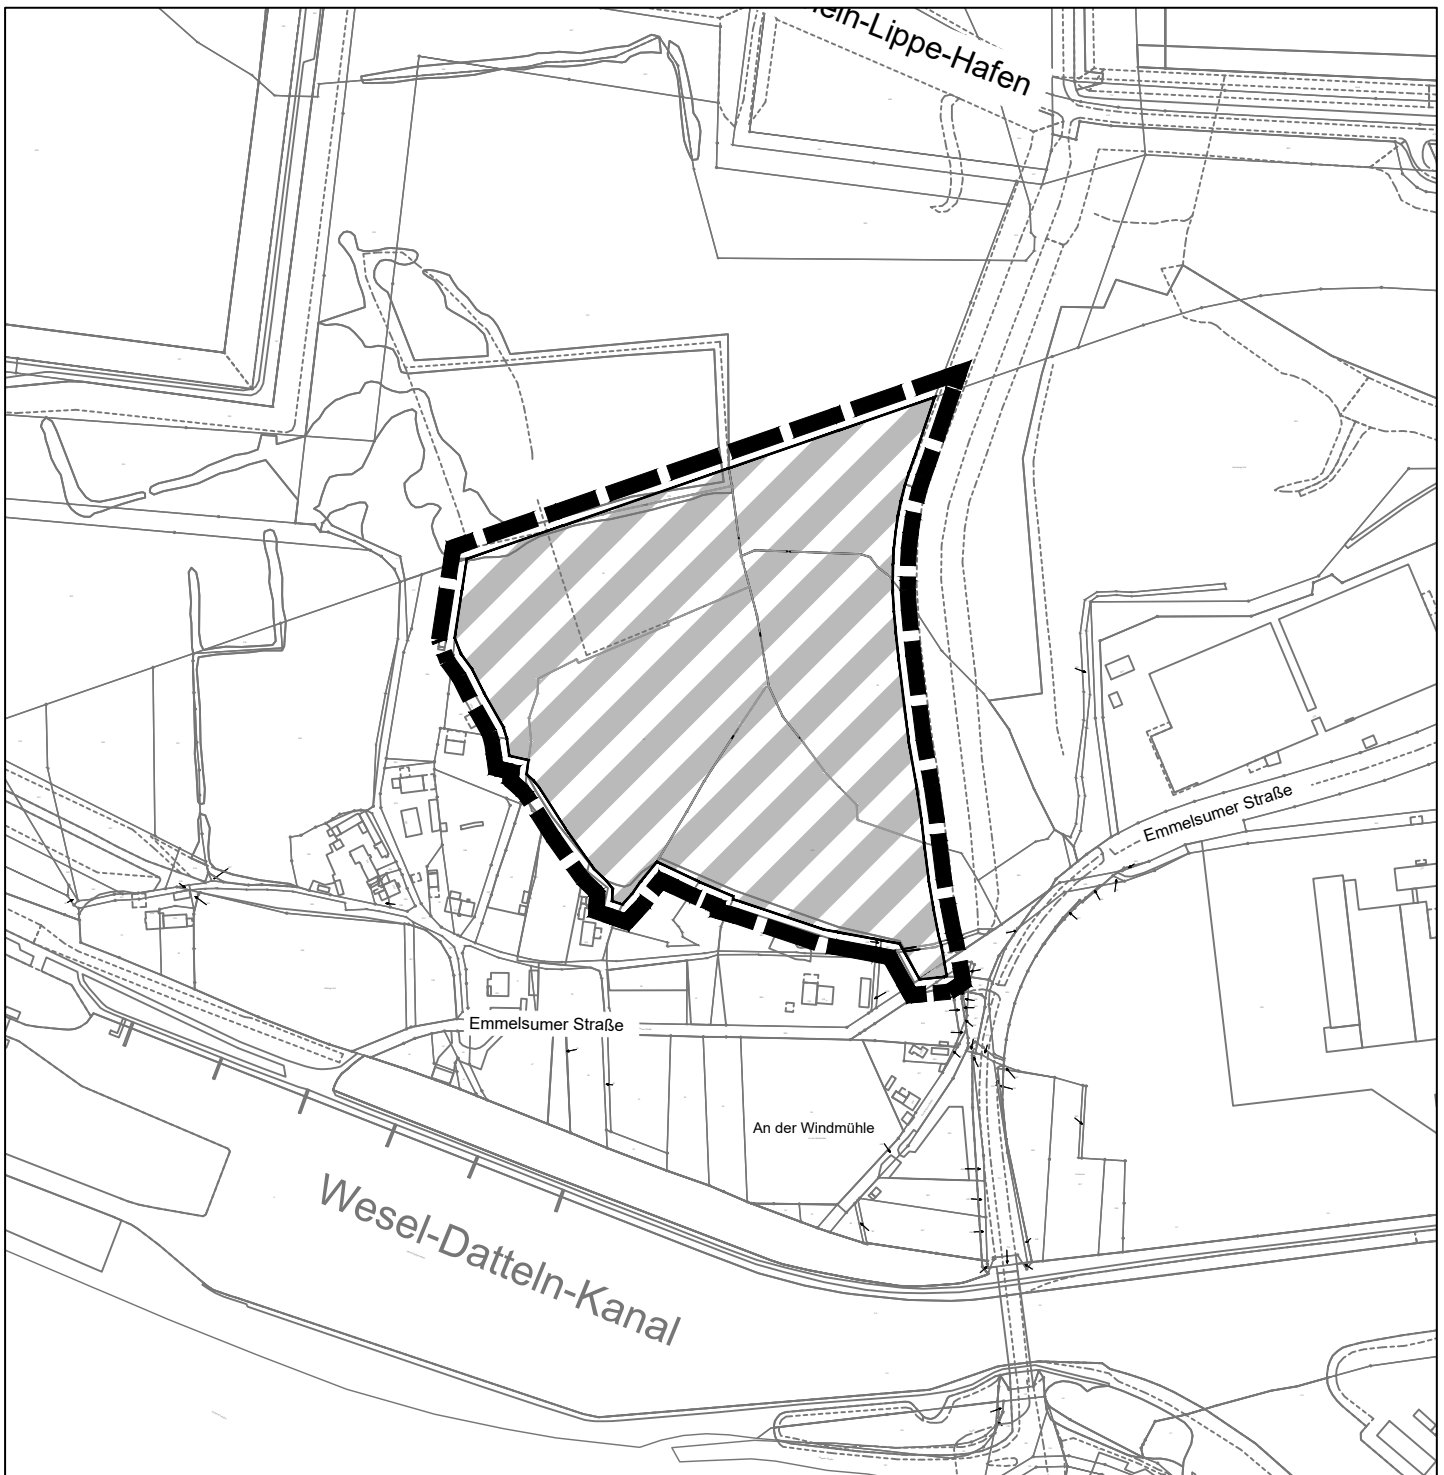 ein-Lippe-Hafen
Emmelsumer Straße
Emmelsumer Straße
An der Windmühle
Wesel-Datteln-Kanal